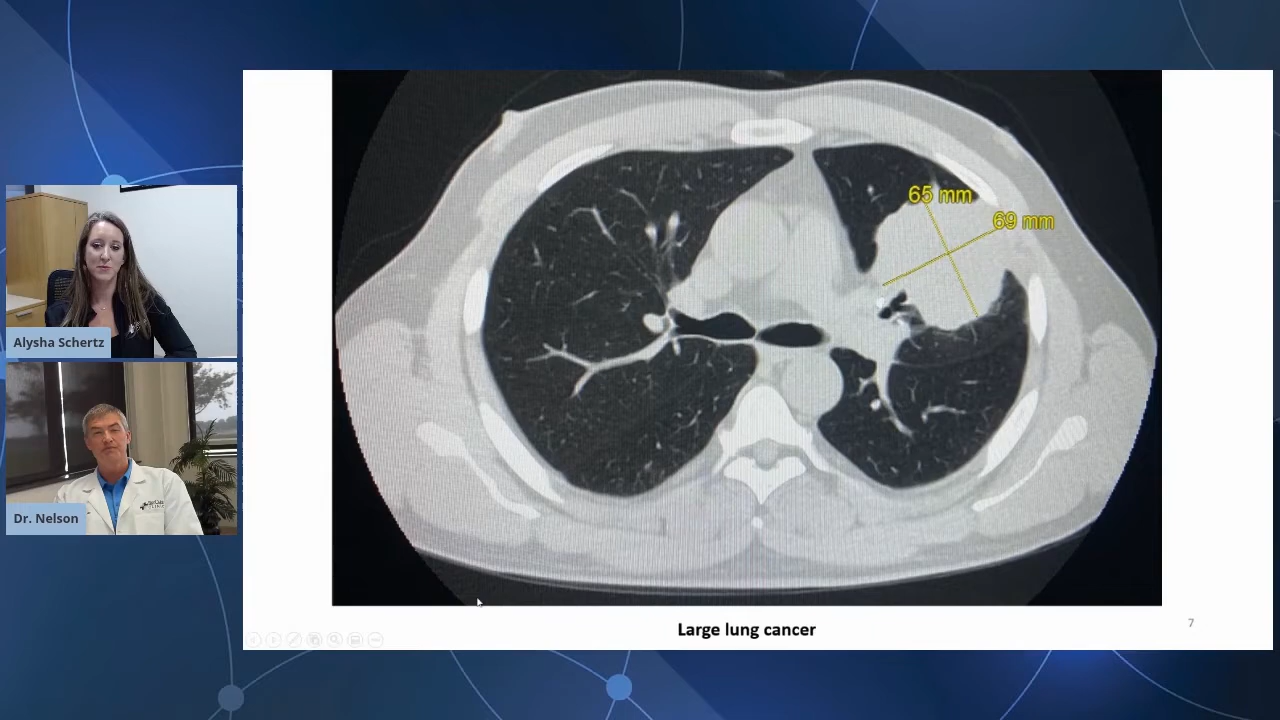 65 mm
69 mm
Alysha Schertz
Dr. Nelson
Large lung cancer
7